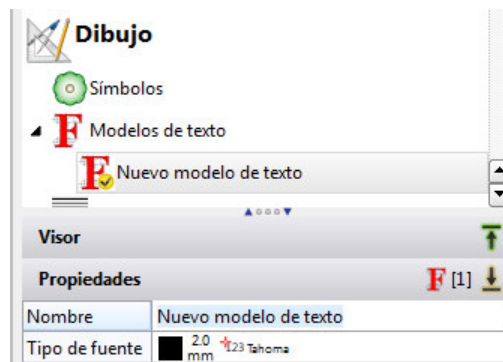 Dibujo
Símbolos
F Modelos de texto
F Nuevo modelo de texto
Visor
Propiedades F [1]
Nombre Nuevo modelo de texto
Tipo de fuente 2.0 mm 123 Tahoma